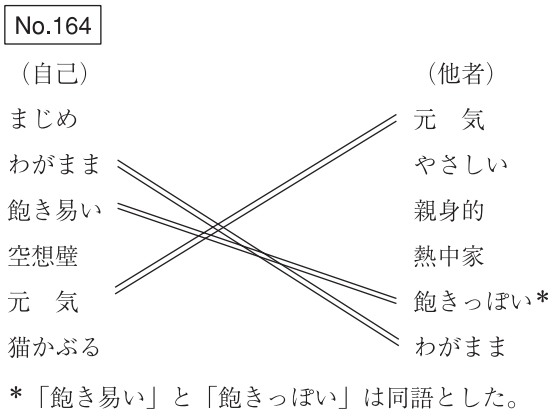 No.164
（自己） （他者）
まじめ 元　気
わがまま やさしい
飽き易い 親身的
空想壁 熱中家
元　気 飽きっぽい*
猫かぶる わがまま
*「飽き易い」と「飽きっぽい」は同語とした。